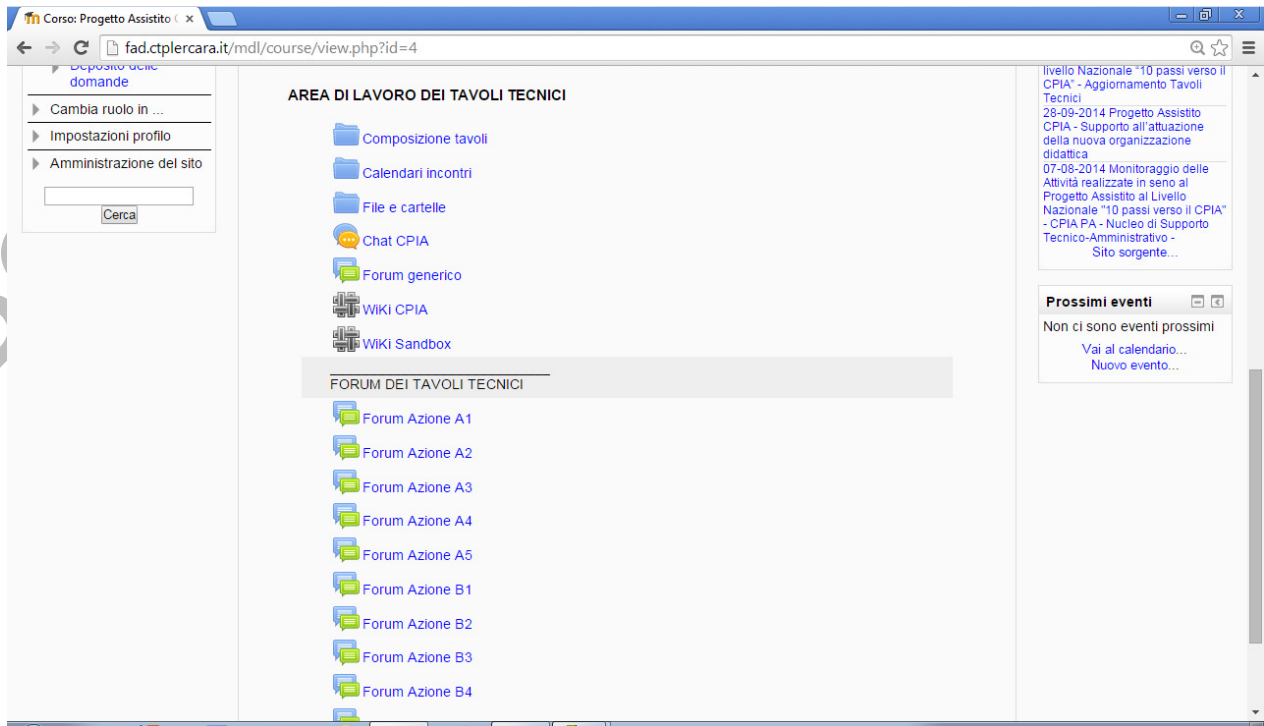 Corso: Progetto Assistito
fad.ctplercara.it/mdl/course/view.php?id=4
Deposito delle
domande
Cambia ruolo in ...
Impostazioni profilo
Amministrazione del sito
Cerca
AREA DI LAVORO DEI TAVOLI TECNICI
Composizione tavoli
Calendari incontri
File e cartelle
Chat CPIA
Forum generico
WiKi CPIA
WiKi Sandbox
FORUM DEI TAVOLI TECNICI
Forum Azione A1
Forum Azione A2
Forum Azione A3
Forum Azione A4
Forum Azione A5
Forum Azione B1
Forum Azione B2
Forum Azione B3
Forum Azione B4
livello Nazionale "10 passi verso il
CPIA" - Aggiornamento Tavoli
Tecnici
28-09-2014 Progetto Assistito
CPIA - Supporto all'attuazione
della nuova organizzazione
didattica
07-08-2014 Monitoraggio delle
Attività realizzate in seno al
Progetto Assistito al Livello
Nazionale "10 passi verso il CPIA"
- CPIA PA - Nucleo di Supporto
Tecnico-Amministrativo -
Sito sorgente...
Prossimi eventi
Non ci sono eventi prossimi
Vai al calendario...
Nuovo evento...